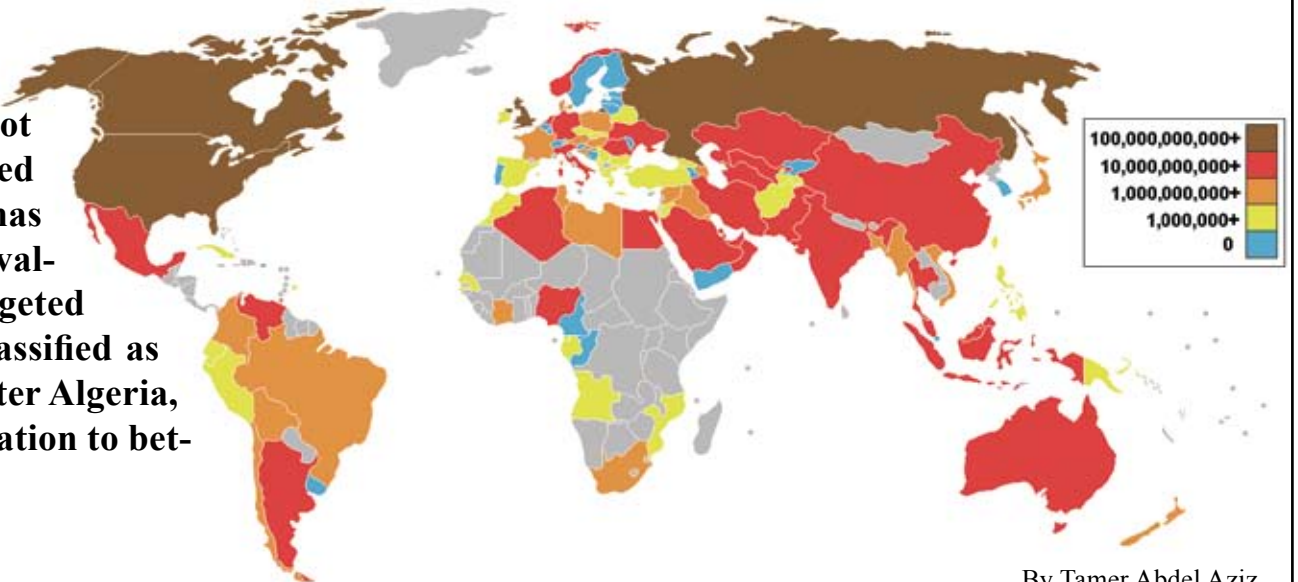 ot
ed
has
val-
geted
assified as
ter Algeria,
ation to bet-
100,000,000,000+
10,000,000,000+
1,000,000,000+
1,000,000+
0
By Tamer Abdel Aziz